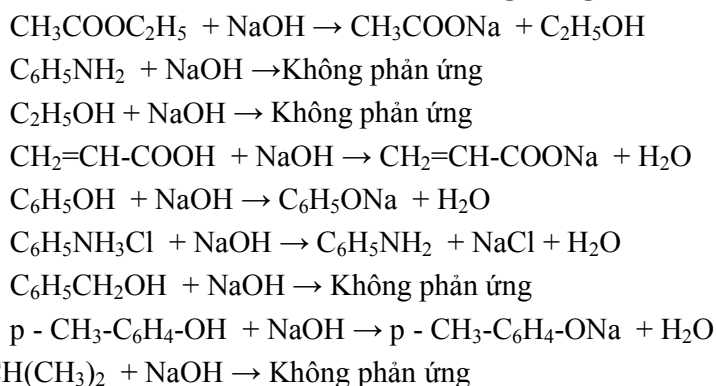 CH₃COOC₂H₅ + NaOH → CH₃COONa + C₂H₅OH
C₆H₅NH₂ + NaOH →Không phản ứng
C₂H₅OH + NaOH → Không phản ứng
CH₂=CH-COOH + NaOH → CH₂=CH-COONa + H₂O
C₆H₅OH + NaOH → C₆H₅ONa + H₂O
C₆H₅NH₃Cl + NaOH → C₆H₅NH₂ + NaCl + H₂O
C₆H₅CH₂OH + NaOH → Không phản ứng
p - CH₃-C₆H₄-OH + NaOH → p - CH₃-C₆H₄-ONa + H₂O
H(CH₃)₂ + NaOH → Không phản ứng